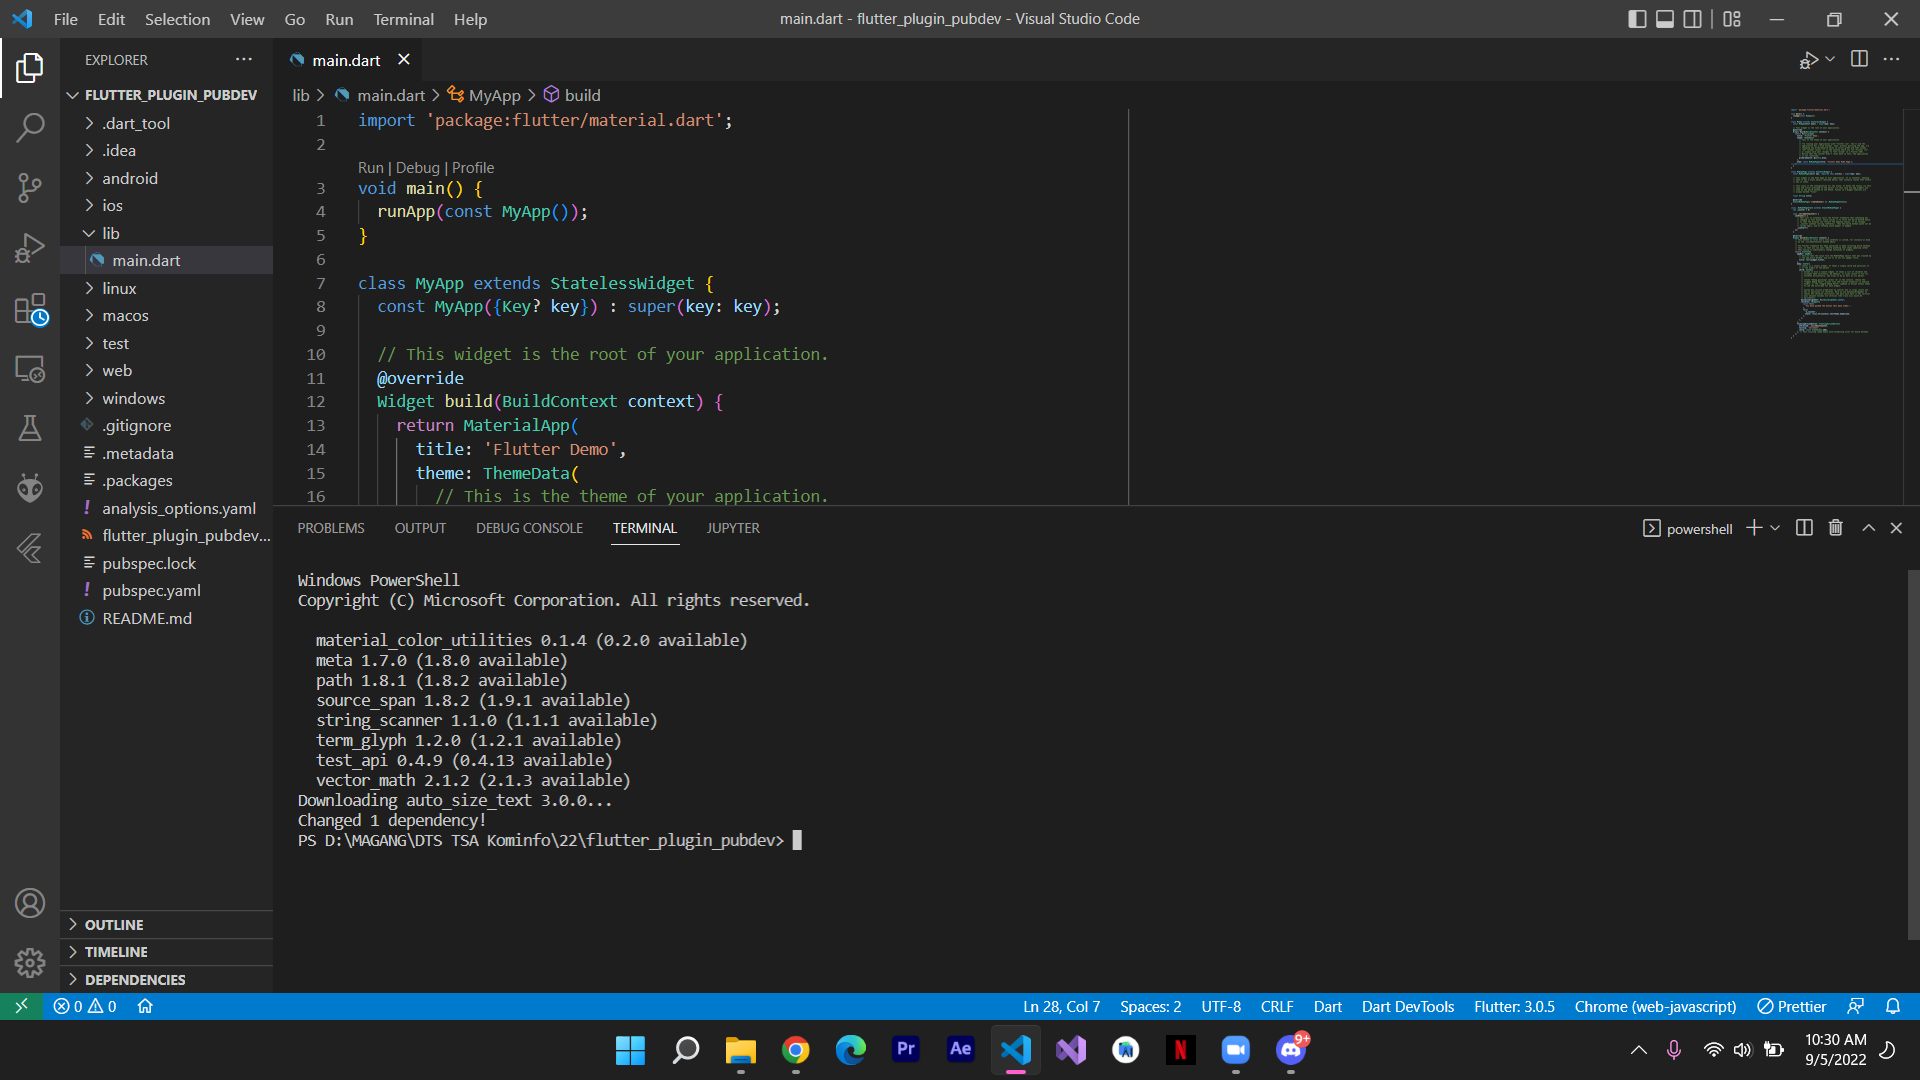 File Edit Selection View Go Run Terminal Help
main.dart - flutter_plugin_pubdev - Visual Studio Code
EXPLORER
main.dart
FLUTTER_PLUGIN_PUBDEV
.dart_tool
.idea
android
ios
lib
main.dart
linux
macos
test
web
windows
.gitignore
.metadata
.packages
analysis_options.yaml
flutter_plugin_pubdev...
pubspec.lock
pubspec.yaml
README.md
OUTLINE
TIMELINE
DEPENDENCIES
lib > main.dart > MyApp > build
1 import 'package:flutter/material.dart';
2
Run | Debug | Profile
3 void main() {
4 runApp(const MyApp());
5 }
6
7 class MyApp extends StatelessWidget {
8 const MyApp({Key? key}) : super(key: key);
9
10 // This widget is the root of your application.
11 @override
12 Widget build(BuildContext context) {
13 return MaterialApp(
14 title: 'Flutter Demo',
15 theme: ThemeData(
16 // This is the theme of your application.
PROBLEMS OUTPUT DEBUG CONSOLE TERMINAL JUPYTER
powershell
Windows PowerShell
Copyright (C) Microsoft Corporation. All rights reserved.
material_color_utilities 0.1.4 (0.2.0 available)
meta 1.7.0 (1.8.0 available)
path 1.8.1 (1.8.2 available)
source_span 1.8.2 (1.9.1 available)
string_scanner 1.1.0 (1.1.1 available)
term_glyph 1.2.0 (1.2.1 available)
test_api 0.4.9 (0.4.13 available)
vector_math 2.1.2 (2.1.3 available)
Downloading auto_size_text 3.0.0...
Changed 1 dependency!
PS D:\MAGANG\DTS TSA Kominfo\22\flutter_plugin_pubdev>
0 0
Ln 28, Col 7 Spaces: 2 UTF-8 CRLF Dart Dart DevTools Flutter: 3.0.5 Chrome (web-javascript) Prettier
Pr
Ae
N
9+
10:30 AM
9/5/2022